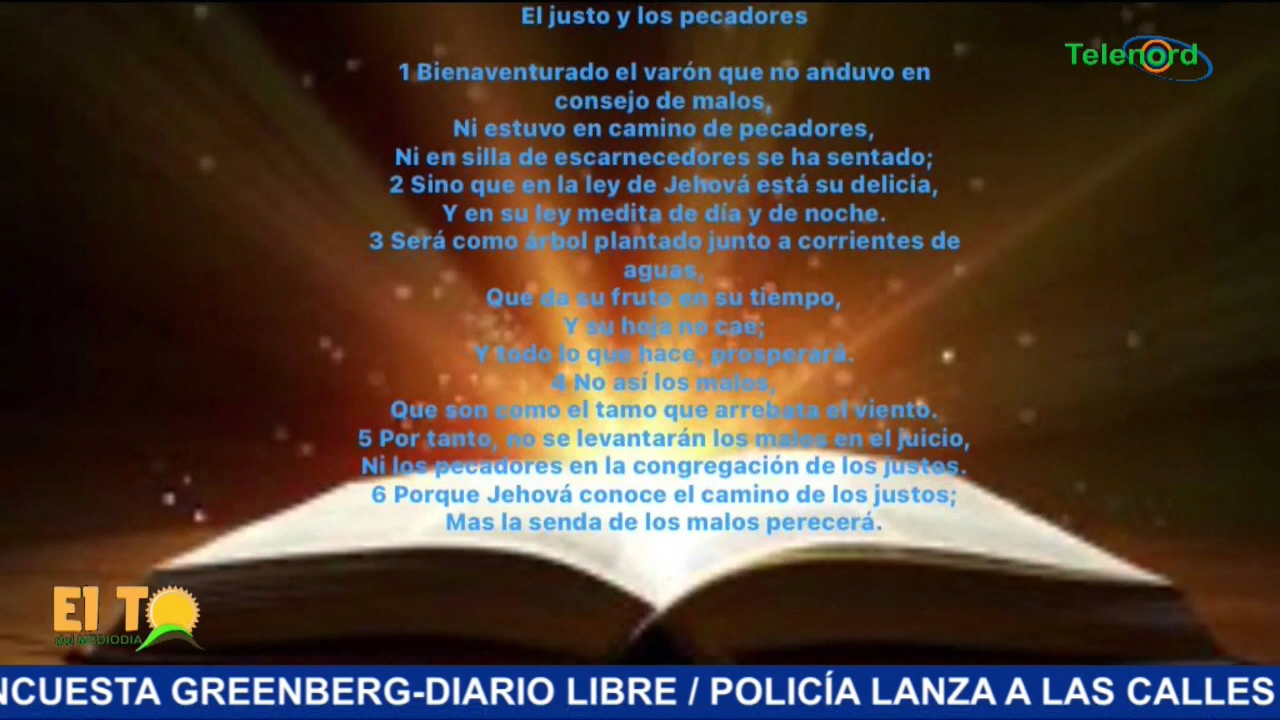 El justo y los pecadores
Telenord
1 Bienaventurado el varón que no anduvo en
consejo de malos,
Ni estuvo en camino de pecadores,
Ni en silla de escarnecedores se ha sentado;
2 Sino que en la ley de Jehová está su delicia,
Y en su ley medita de día y de noche.
3 Será como árbol plantado junto a corrientes de
aguas,
Que da su fruto en su tiempo,
Y su hoja no cae;
Y todo lo que hace, prosperará.
4 No así los malos,
Que son como el tamo que arrebata el viento.
5 Por tanto, no se levantarán los malos en el juicio,
Ni los pecadores en la congregación de los justos.
6 Porque Jehová conoce el camino de los justos;
Mas la senda de los malos perecerá.
El TO
del MEDIODIA
NCUESTA GREENBERG-DIARIO LIBRE / POLICÍA LANZA A LAS CALLES